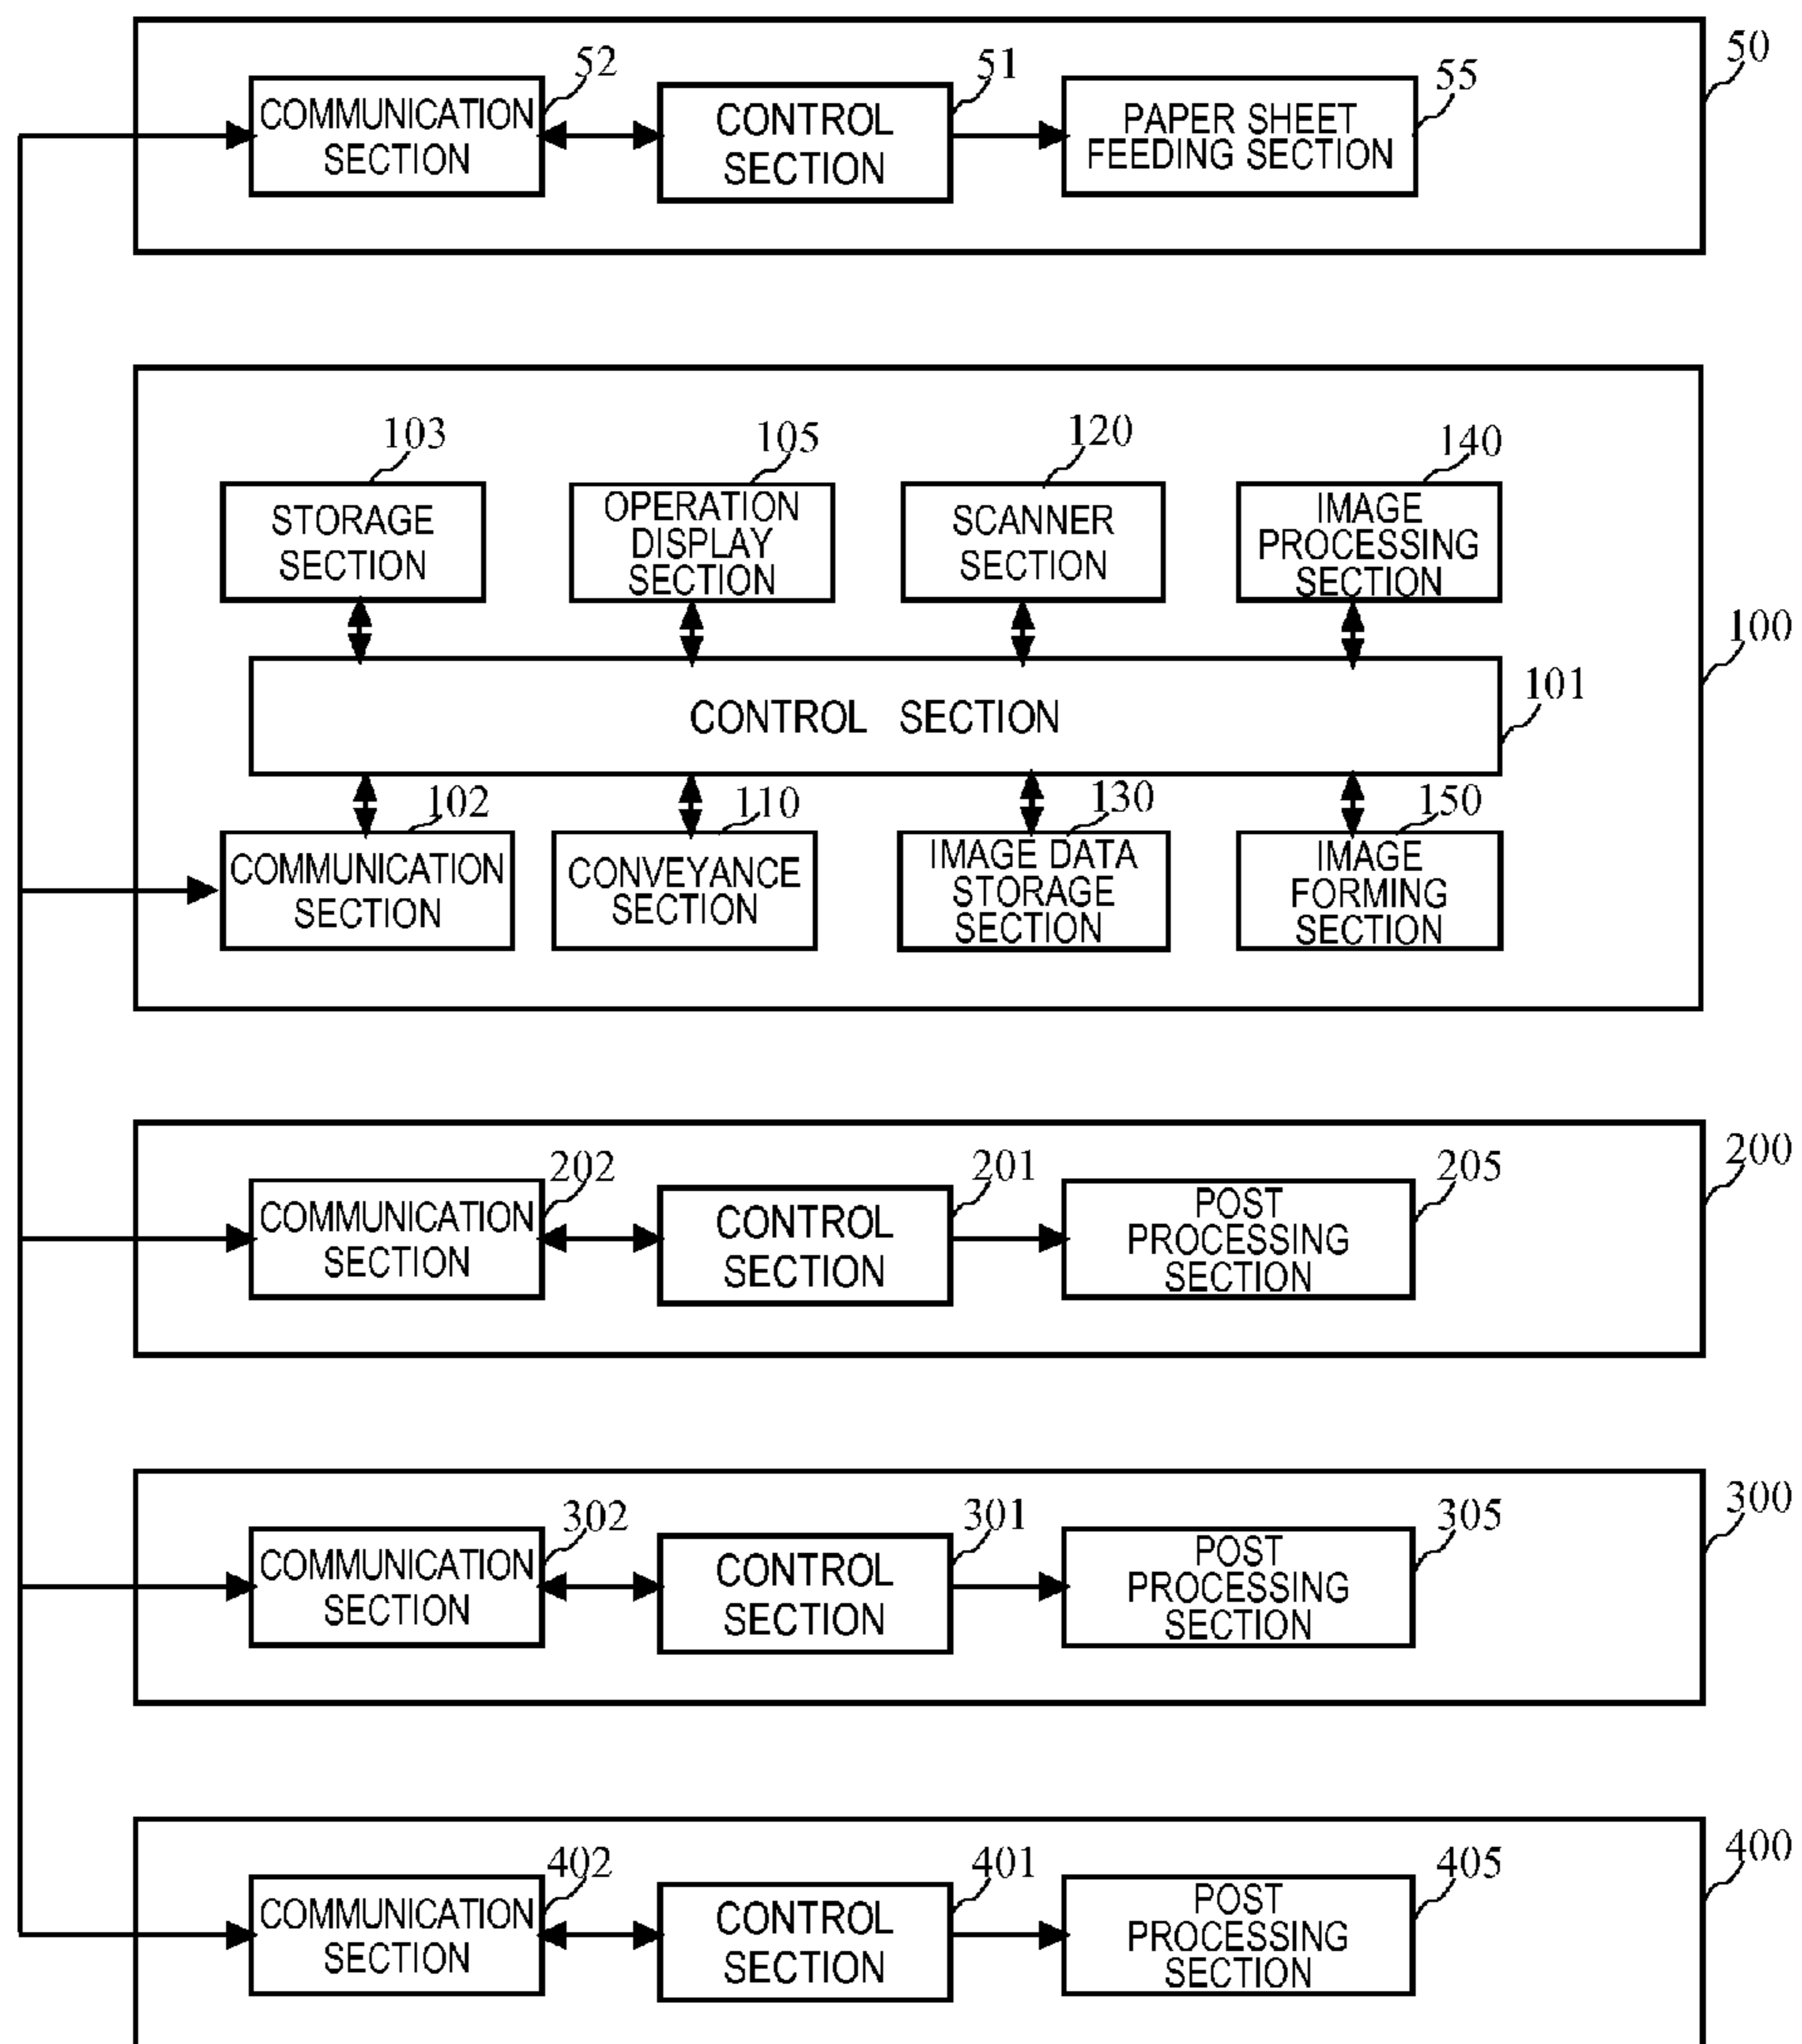 50
52
51
55
COMMUNICATION
SECTION
CONTROL
SECTION
PAPER SHEET
FEEDING SECTION
103
105
120
140
STORAGE
SECTION
OPERATION
DISPLAY
SECTION
SCANNER
SECTION
IMAGE
PROCESSING
SECTION
100
CONTROL SECTION
101
102
110
130
150
COMMUNICATION
SECTION
CONVEYANCE
SECTION
IMAGE DATA
STORAGE
SECTION
IMAGE
FORMING
SECTION
200
202
201
205
COMMUNICATION
SECTION
CONTROL
SECTION
POST
PROCESSING
SECTION
300
302
301
305
COMMUNICATION
SECTION
CONTROL
SECTION
POST
PROCESSING
SECTION
400
402
401
405
COMMUNICATION
SECTION
CONTROL
SECTION
POST
PROCESSING
SECTION